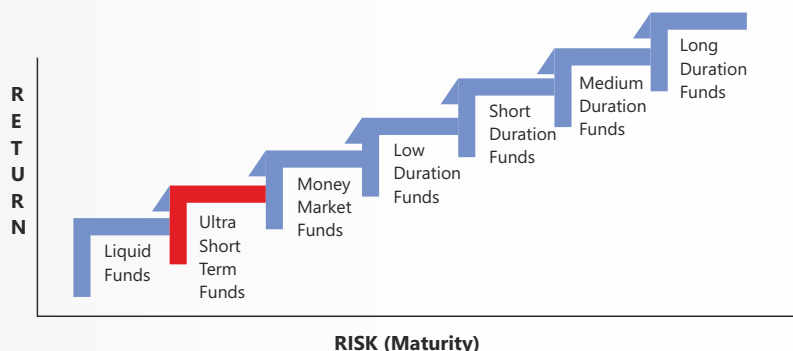 RETURN
Liquid
Funds
Ultra
Short
Term
Funds
Money
Market
Funds
Low
Duration
Funds
Short
Duration
Funds
Medium
Duration
Funds
Long
Duration
Funds
RISK (Maturity)